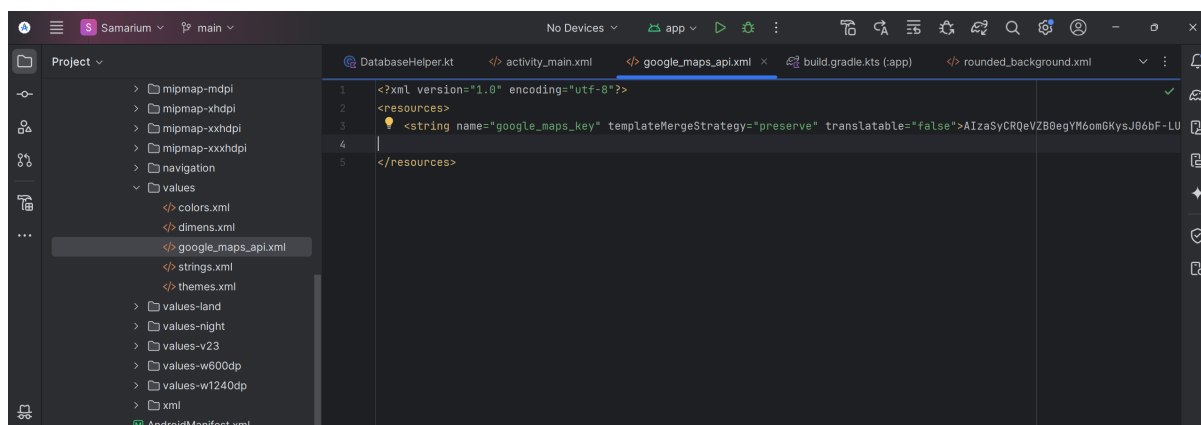 S Samarium main No Devices app
Project
DatabaseHelper.kt activity_main.xml google_maps_api.xml build.gradle.kts (:app) rounded_background.xml
mipmap-mdpi
mipmap-xhdpi
mipmap-xxhdpi
mipmap-xxxhdpi
navigation
values
colors.xml
dimens.xml
google_maps_api.xml
strings.xml
themes.xml
values-land
values-night
values-v23
values-w600dp
values-w1240dp
xml
AndroidManifest.xml
1 <?xml version="1.0" encoding="utf-8"?>
2 <resources>
3 <string name="google_maps_key" templateMergeStrategy="preserve" translatable="false">AIzaSyCRQeVZB0egYM6omGKysJ06bF-LU
4
5 </resources>